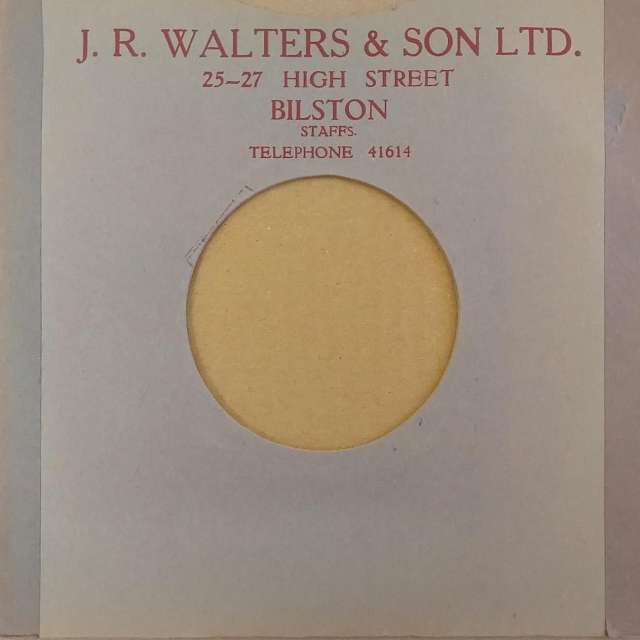 J. R. WALTERS & SON LTD.
25–27 HIGH STREET
BILSTON
STAFFS.
TELEPHONE 41614